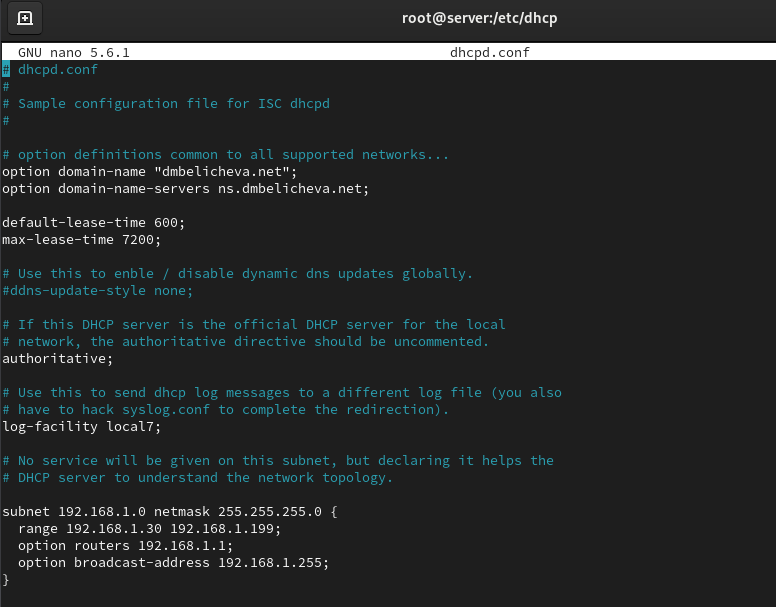 root@server:/etc/dhcp
GNU nano 5.6.1 dhcpd.conf
# dhcpd.conf
#
# Sample configuration file for ISC dhcpd
#
# option definitions common to all supported networks...
option domain-name "dmbelicheva.net";
option domain-name-servers ns.dmbelicheva.net;
default-lease-time 600;
max-lease-time 7200;
# Use this to enble / disable dynamic dns updates globally.
#ddns-update-style none;
# If this DHCP server is the official DHCP server for the local
# network, the authoritative directive should be uncommented.
authoritative;
# Use this to send dhcp log messages to a different log file (you also
# have to hack syslog.conf to complete the redirection).
log-facility local7;
# No service will be given on this subnet, but declaring it helps the
# DHCP server to understand the network topology.
subnet 192.168.1.0 netmask 255.255.255.0 {
  range 192.168.1.30 192.168.1.199;
  option routers 192.168.1.1;
  option broadcast-address 192.168.1.255;
}